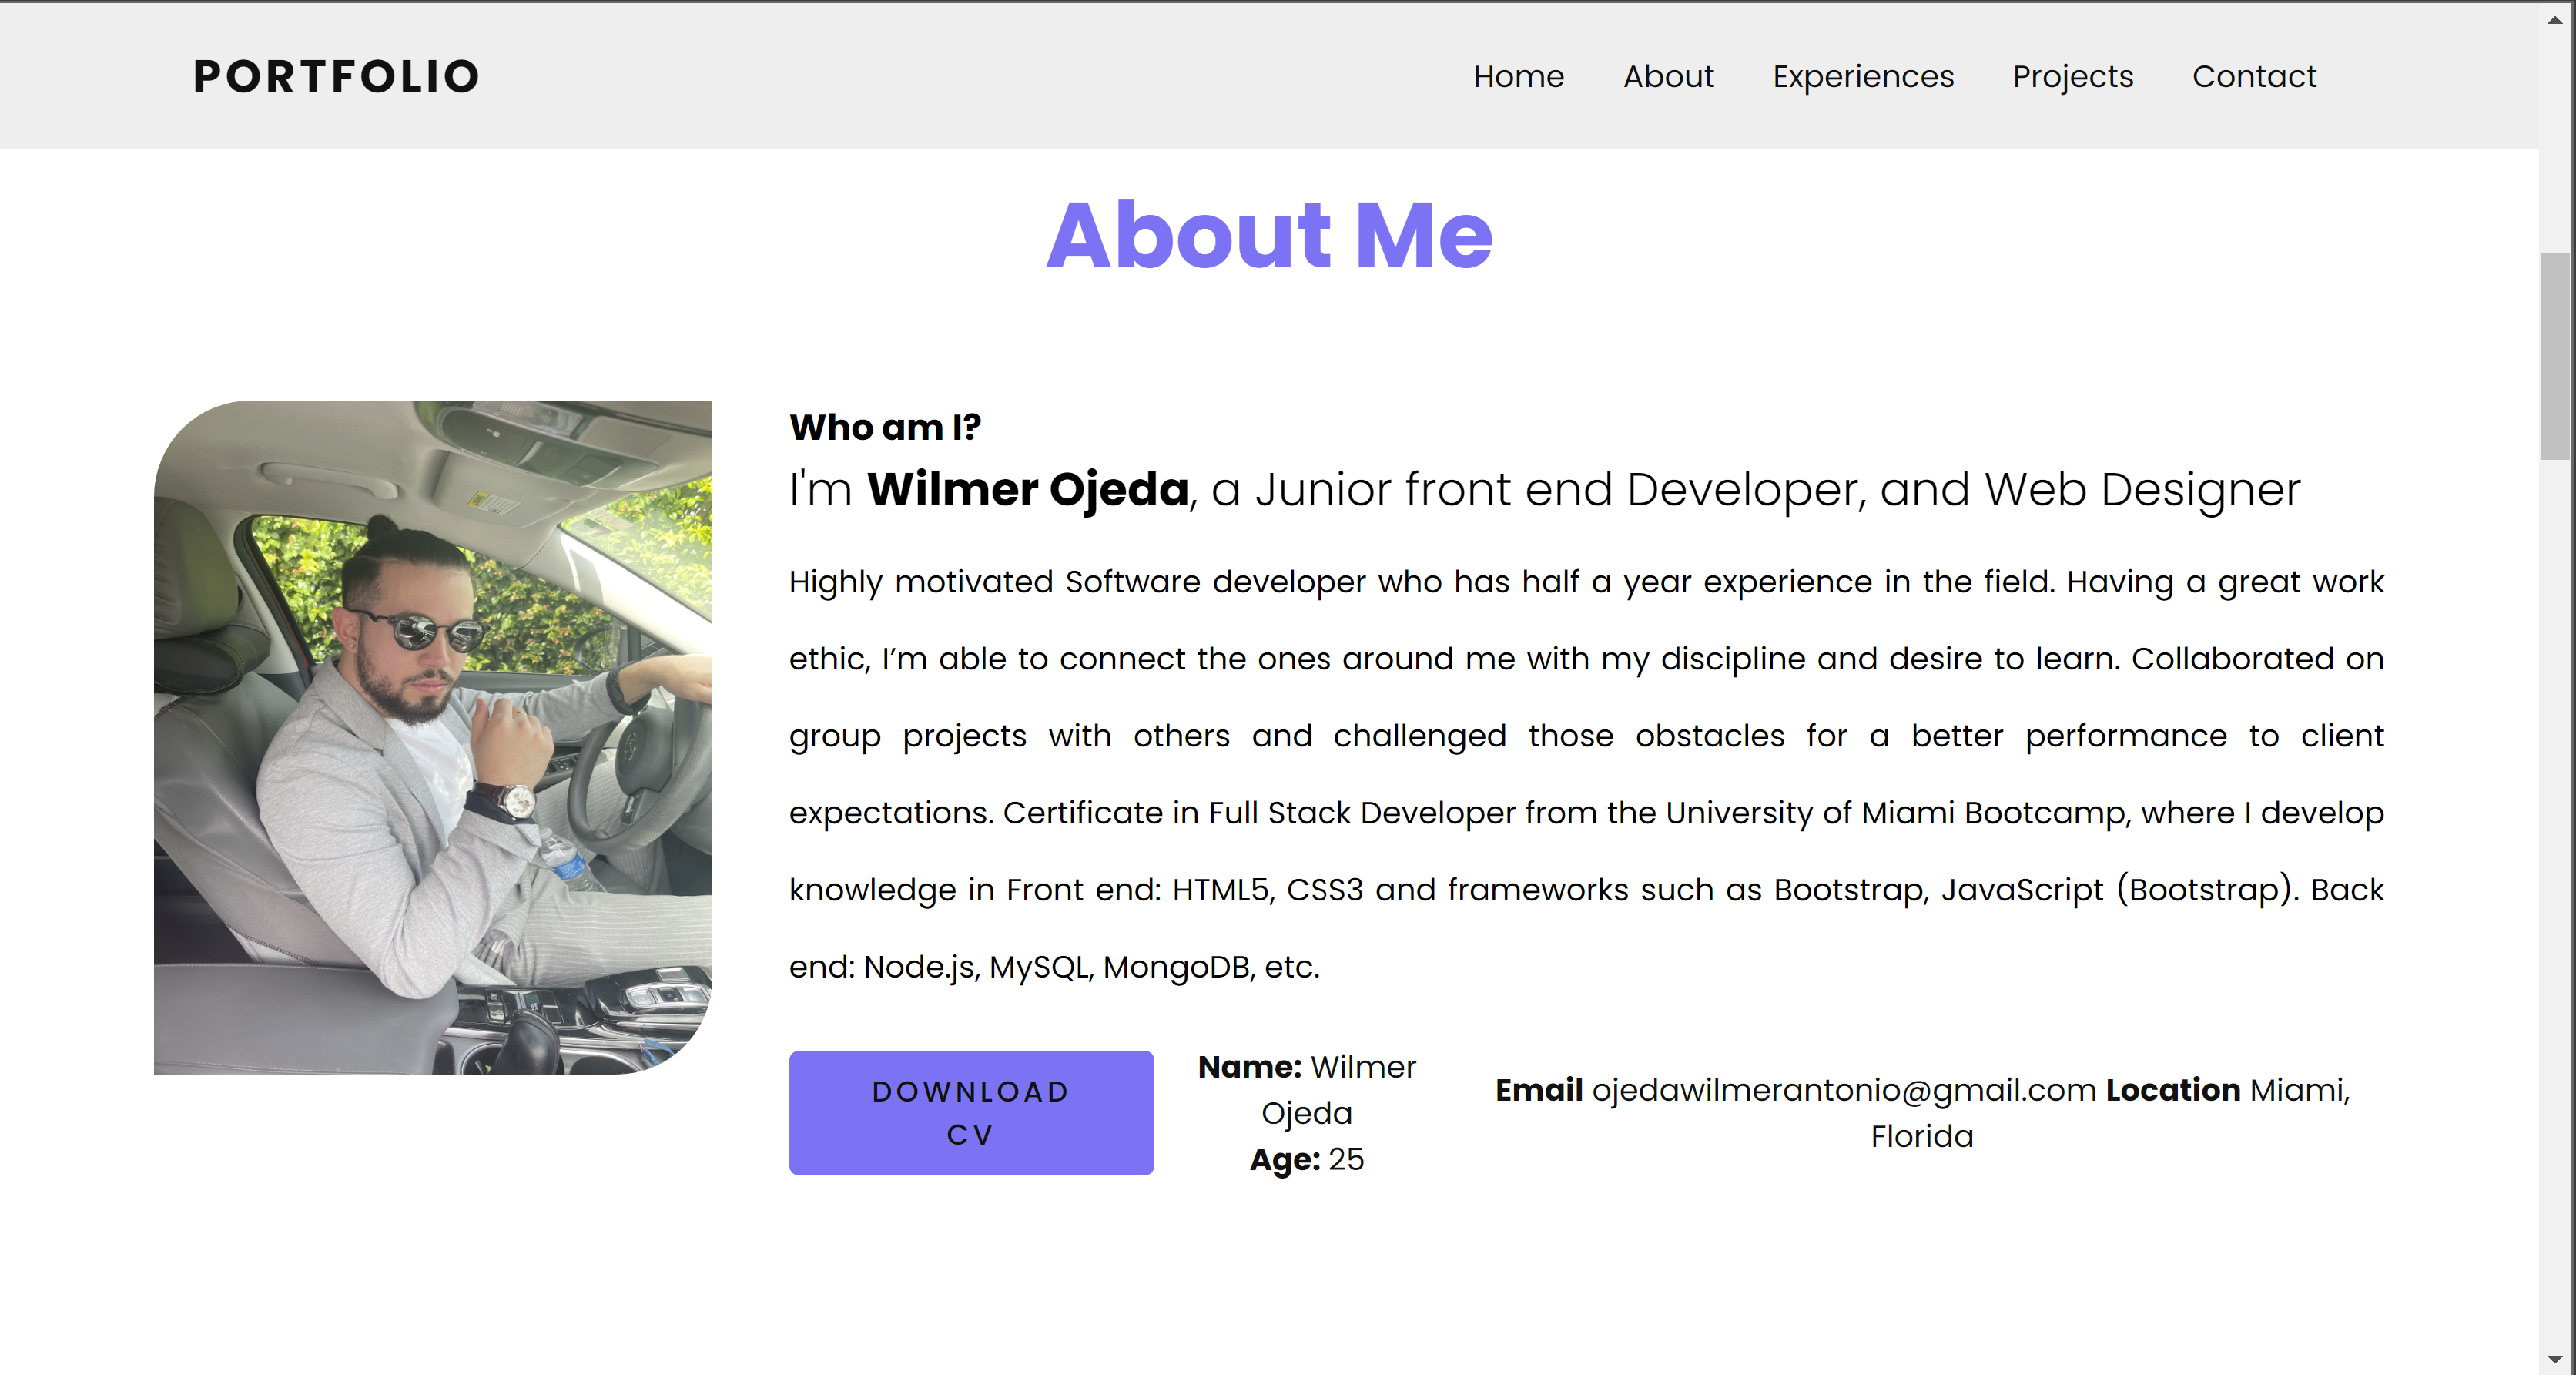 PORTFOLIO
Home About Experiences Projects Contact
About Me
Who am I?
I'm Wilmer Ojeda, a Junior front end Developer, and Web Designer
Highly motivated Software developer who has half a year experience in the field. Having a great work
ethic, I’m able to connect the ones around me with my discipline and desire to learn. Collaborated on
group projects with others and challenged those obstacles for a better performance to client
expectations. Certificate in Full Stack Developer from the University of Miami Bootcamp, where I develop
knowledge in Front end: HTML5, CSS3 and frameworks such as Bootstrap, JavaScript (Bootstrap). Back
end: Node.js, MySQL, MongoDB, etc.
DOWNLOAD
CV
Name: Wilmer
Ojeda
Age: 25
Email ojedawilmerantonio@gmail.com Location Miami,
Florida